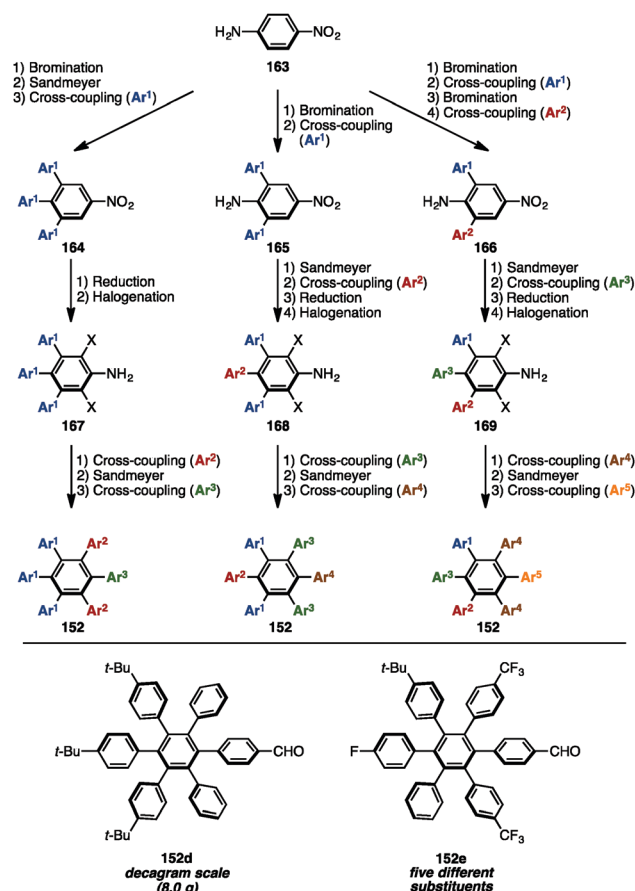 H₂N
NO₂
163
1) Bromination
2) Sandmeyer
3) Cross-coupling (Ar¹)
1) Bromination
2) Cross-coupling
(Ar¹)
1) Bromination
2) Cross-coupling (Ar¹)
3) Bromination
4) Cross-coupling (Ar²)
Ar¹
Ar¹
NO₂
Ar¹
164
Ar¹
H₂N
NO₂
Ar¹
165
Ar¹
H₂N
NO₂
Ar²
166
1) Reduction
2) Halogenation
1) Sandmeyer
2) Cross-coupling (Ar²)
3) Reduction
4) Halogenation
1) Sandmeyer
2) Cross-coupling (Ar³)
3) Reduction
4) Halogenation
Ar¹ X
Ar¹ NH₂
Ar¹ X
167
Ar¹ X
Ar² NH₂
Ar¹ X
168
Ar¹ X
Ar³ NH₂
Ar² X
169
1) Cross-coupling (Ar²)
2) Sandmeyer
3) Cross-coupling (Ar³)
1) Cross-coupling (Ar³)
2) Sandmeyer
3) Cross-coupling (Ar⁴)
1) Cross-coupling (Ar⁴)
2) Sandmeyer
3) Cross-coupling (Ar⁵)
Ar¹ Ar²
Ar¹ Ar³
Ar¹ Ar²
152
Ar¹ Ar³
Ar² Ar⁴
Ar¹ Ar³
152
Ar¹ Ar⁴
Ar³ Ar⁵
Ar² Ar⁴
152
t-Bu
t-Bu
CHO
t-Bu
152d
decagram scale
(8.0 g)
t-Bu
CF₃
F
CHO
CF₃
152e
five different
substituents